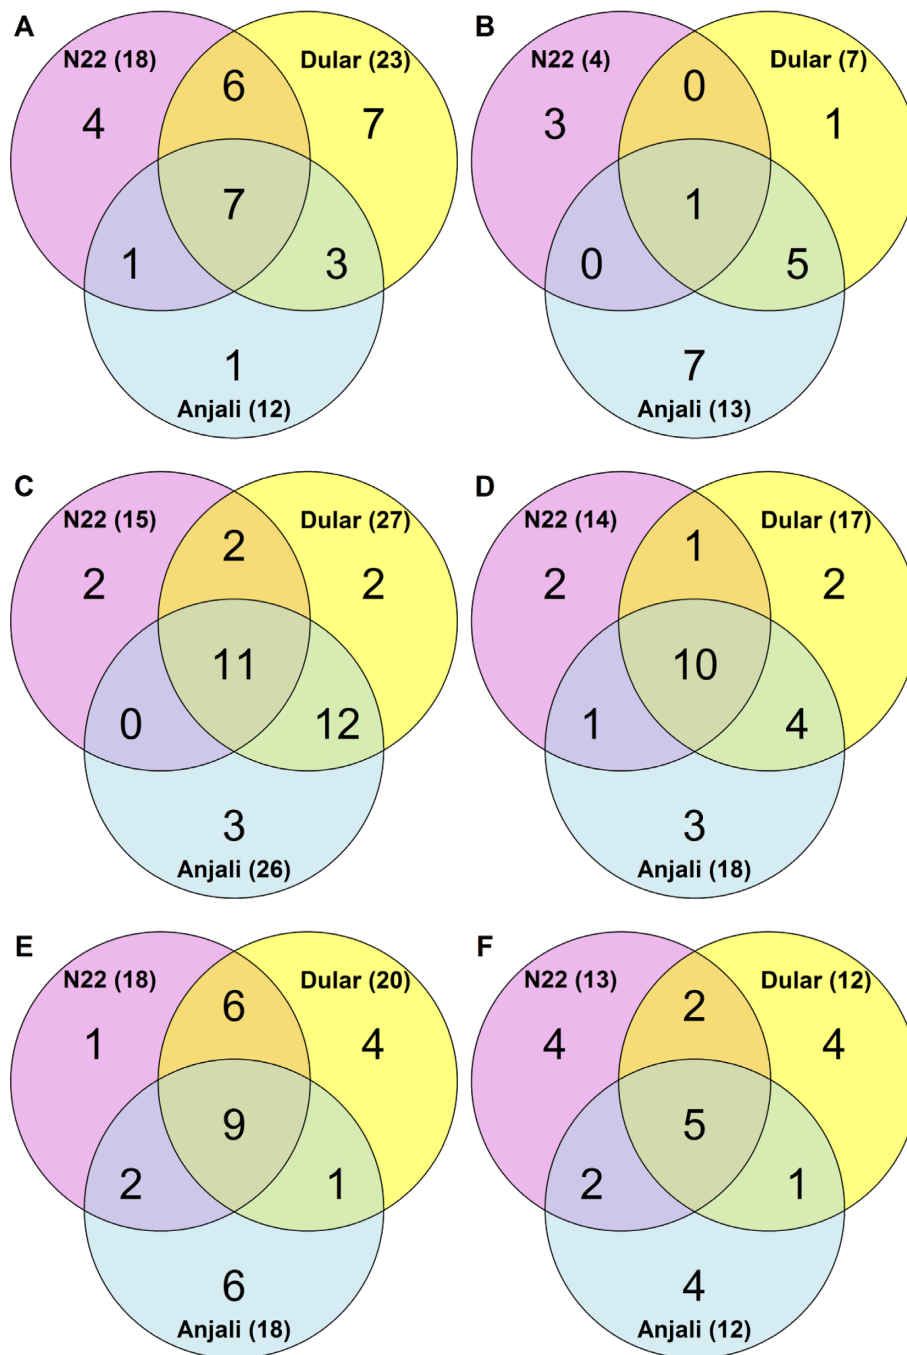 A
N22 (18)
6
Dular (23)
4
7
7
1
3
1
Anjali (12)
B
N22 (4)
0
Dular (7)
3
1
1
0
5
7
Anjali (13)
C
N22 (15)
2
Dular (27)
2
2
11
0
12
3
Anjali (26)
D
N22 (14)
1
Dular (17)
2
2
10
1
4
3
Anjali (18)
E
N22 (18)
6
Dular (20)
1
4
9
2
1
6
Anjali (18)
F
N22 (13)
2
Dular (12)
4
4
5
2
1
4
Anjali (12)